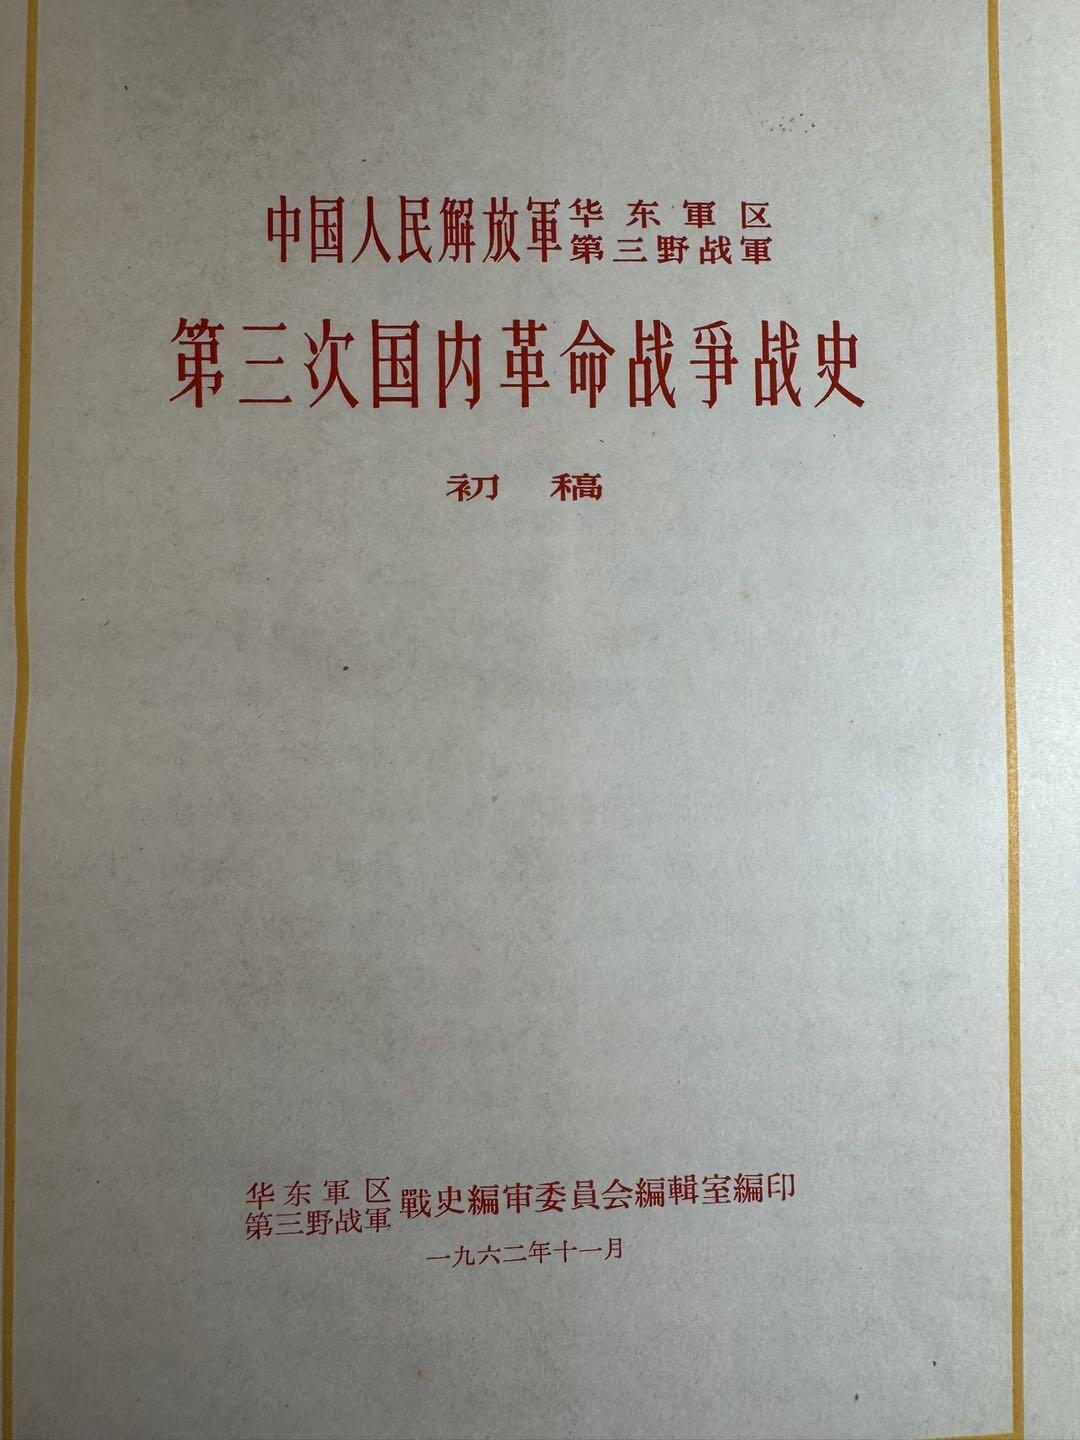 中国人民解放軍华东軍区
第三野战軍
第三次国内革命战爭战史
初稿
华东軍区
第三野战軍戰史編审委員会編輯室編印
一九六二年十一月